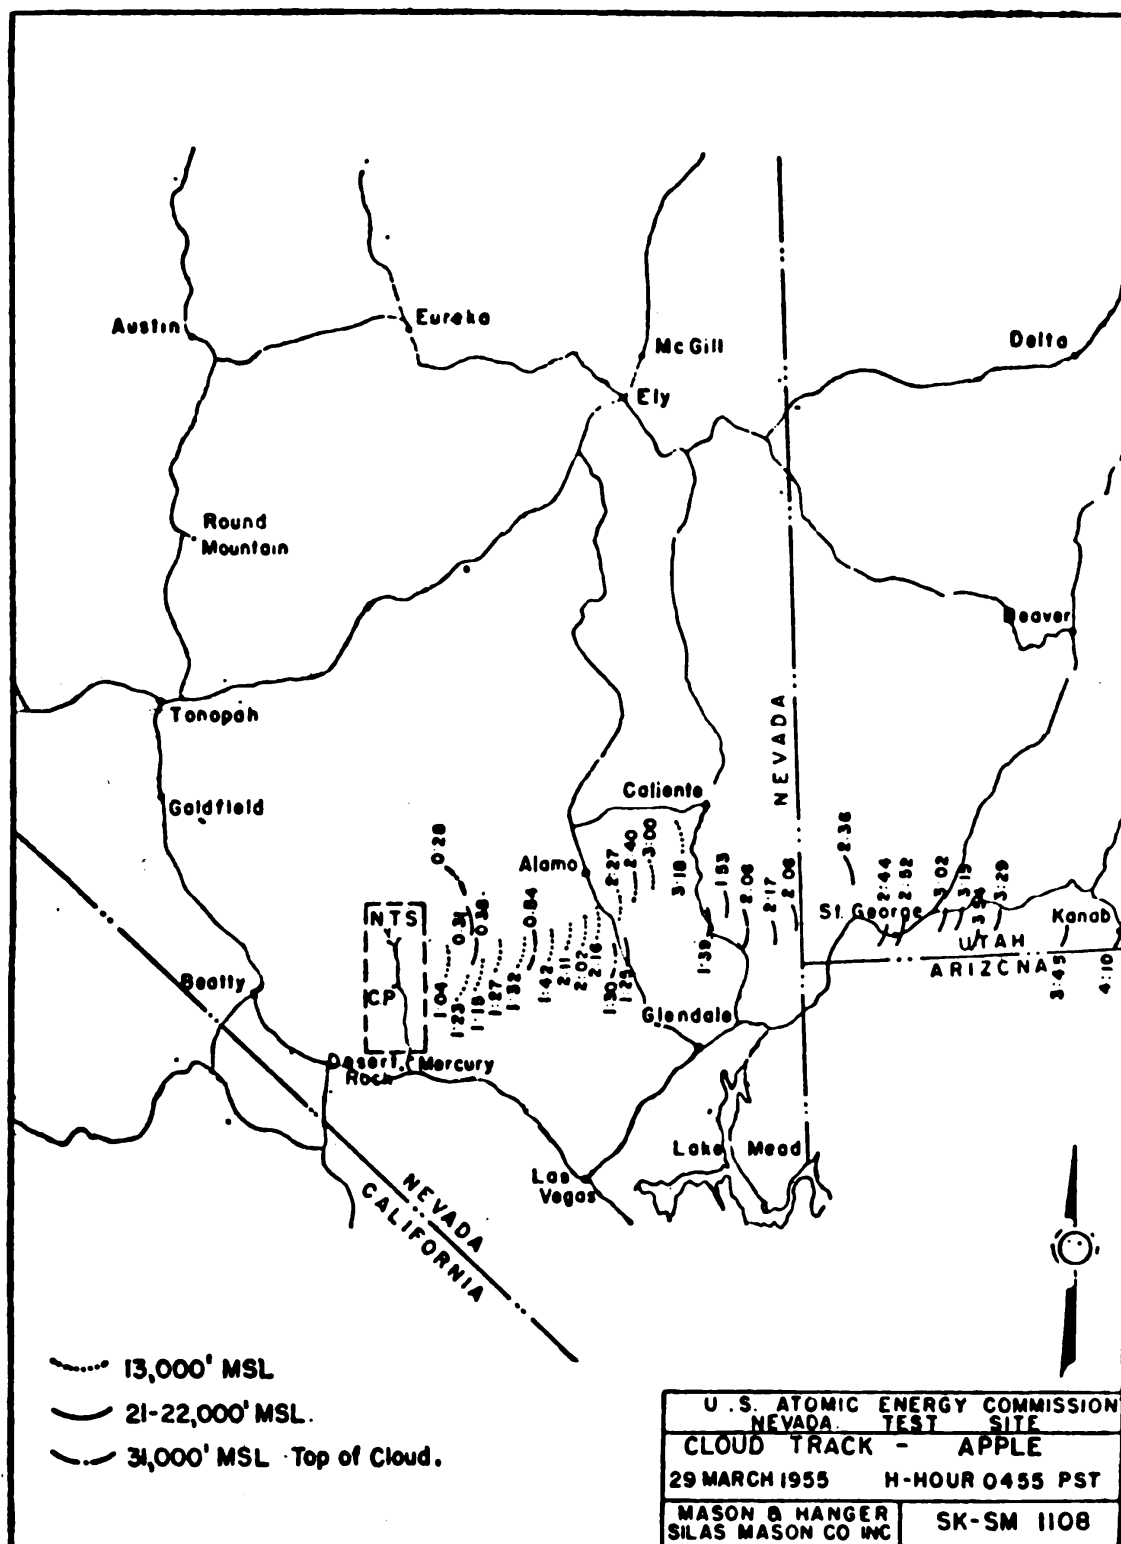 Austin
Eureka
McGill
Ely
Delta
Round
Mountain
Beaver
Tonopah
Goldfield
Caliente
NEVADA
Alamo
0:28
2:27
2:40
3:00
3:18
1:53
2:06
2:17
2:06
2:36
2:44
2:52
3:02
3:15
3:29
St. George
Kanab
NTS
0:31
0:38
0:54
UTAH
ARIZONA
3:45
4:10
Beatty
CP
1:04
1:23
1:15
1:27
1:32
1:42
2:11
2:02
2:16
1:30
1:25
1:39
Glendale
Desert
Rock
Mercury
Las
Vegas
Lake Mead
NEVADA
CALIFORNIA
13,000' MSL
21-22,000' MSL.
31,000' MSL Top of Cloud.
U.S. ATOMIC ENERGY COMMISSION
NEVADA TEST SITE
CLOUD TRACK - APPLE
29 MARCH 1955 H-HOUR 0455 PST
MASON & HANGER
SILAS MASON CO INC
SK-SM 1108